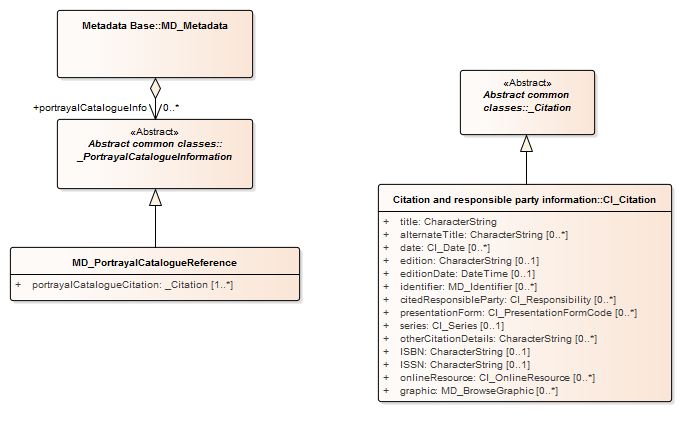 Metadata Base::MD_Metadata
+portrayalCatalogueInfo
0..*
«Abstract»
Abstract common classes::
_PortrayalCatalogueInformation
MD_PortrayalCatalogueReference
+ portrayalCatalogueCitation: _Citation [1..*]
«Abstract»
Abstract common
classes::_Citation
Citation and responsible party information::CI_Citation
+ title: CharacterString
+ alternateTitle: CharacterString [0..*]
+ date: CI_Date [0..*]
+ edition: CharacterString [0..1]
+ editionDate: DateTime [0..1]
+ identifier: MD_Identifier [0..*]
+ citedResponsibleParty: CI_Responsibility [0..*]
+ presentationForm: CI_PresentationFormCode [0..*]
+ series: CI_Series [0..1]
+ otherCitationDetails: CharacterString [0..*]
+ ISBN: CharacterString [0..1]
+ ISSN: CharacterString [0..1]
+ onlineResource: CI_OnlineResource [0..*]
+ graphic: MD_BrowseGraphic [0..*]